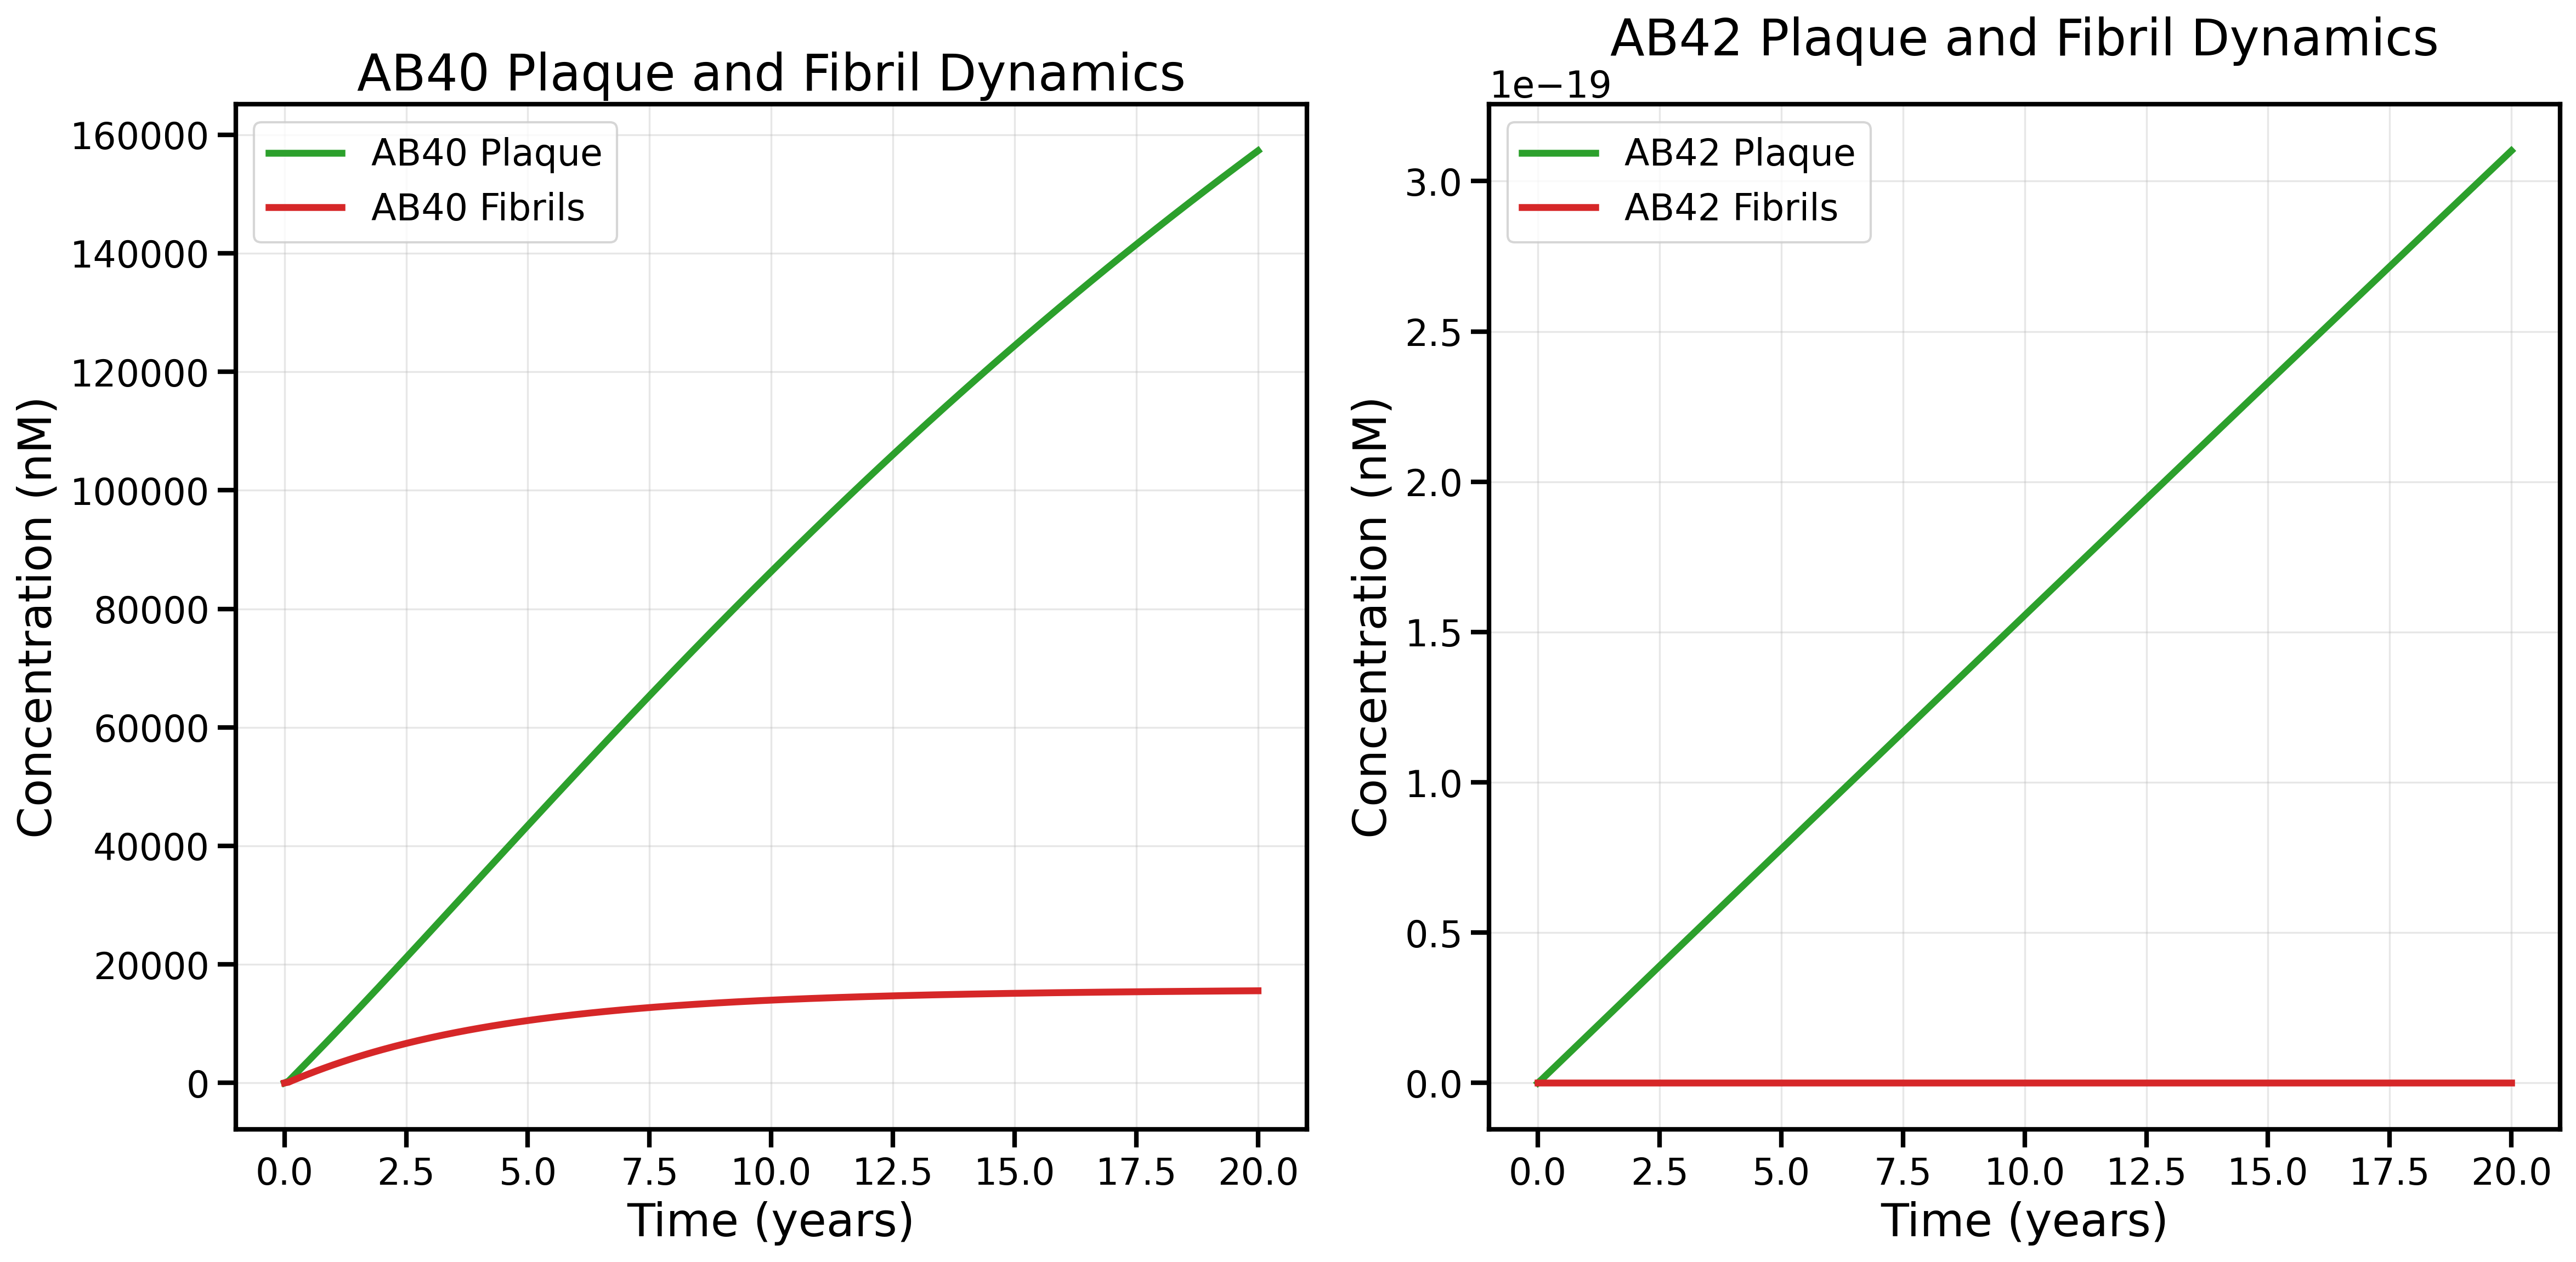 AB40 Plaque and Fibril Dynamics
AB40 Plaque
AB40 Fibrils
Concentration (nM)
160000
140000
120000
100000
80000
60000
40000
20000
0
0.0 2.5 5.0 7.5 10.0 12.5 15.0 17.5 20.0
Time (years)
AB42 Plaque and Fibril Dynamics
1e−19
AB42 Plaque
AB42 Fibrils
Concentration (nM)
3.0
2.5
2.0
1.5
1.0
0.5
0.0
0.0 2.5 5.0 7.5 10.0 12.5 15.0 17.5 20.0
Time (years)